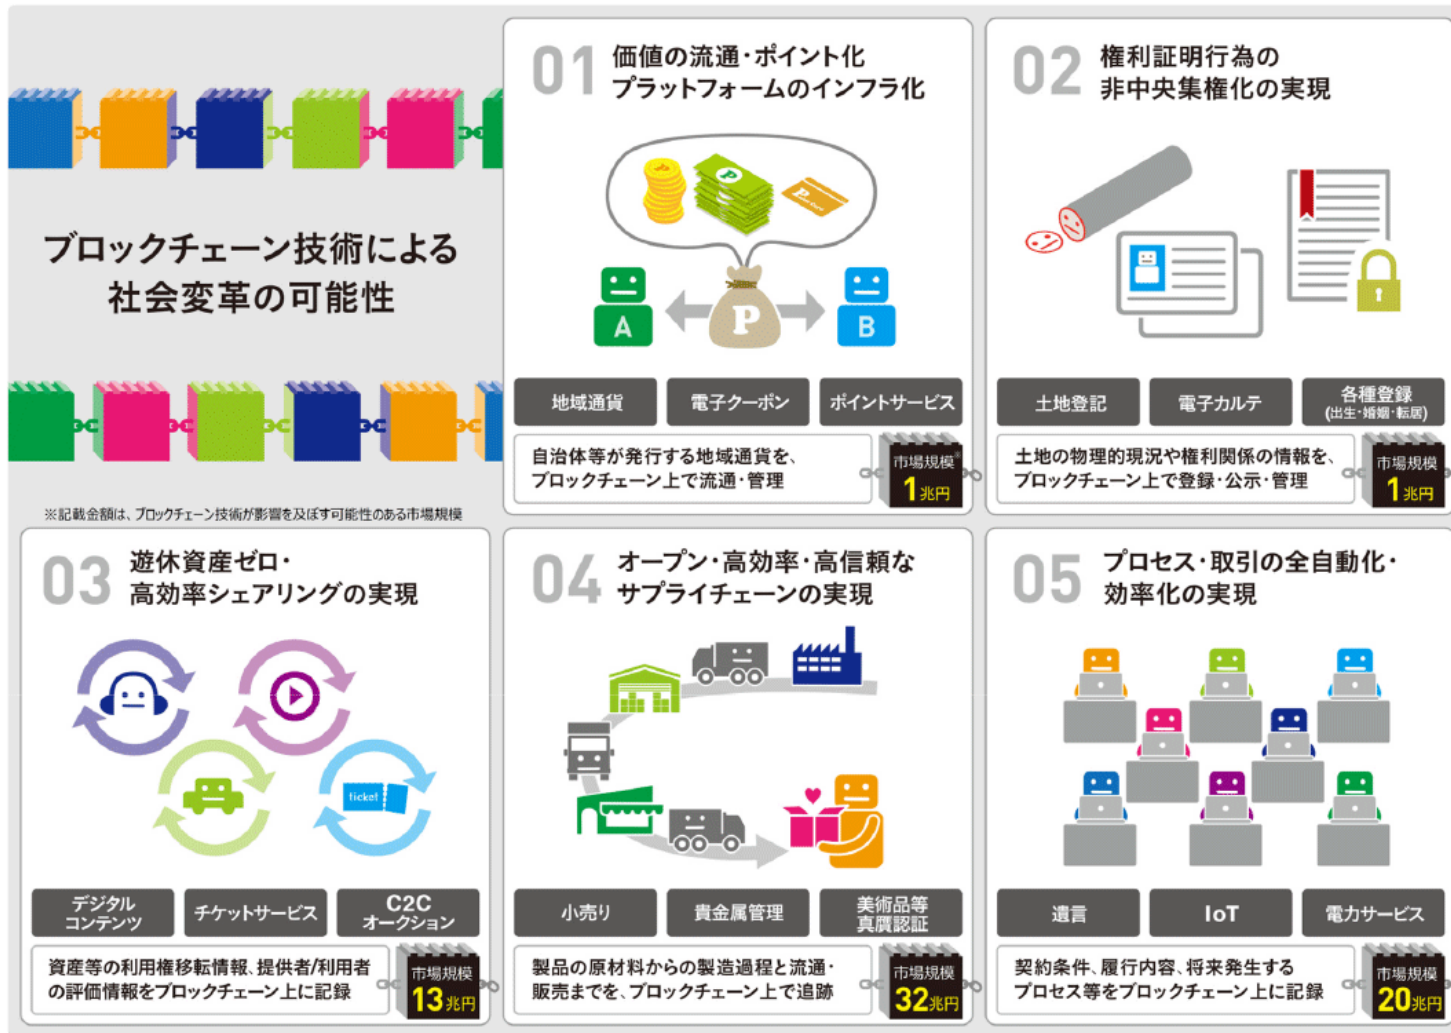 ブロックチェーン技術による
社会変革の可能性
※記載金額は、ブロックチェーン技術が影響を及ぼす可能性のある市場規模
01
価値の流通・ポイント化
プラットフォームのインフラ化
P
P
P
A
P
B
地域通貨
電子クーポン
ポイントサービス
自治体等が発行する地域通貨を、
ブロックチェーン上で流通・管理
市場規模※
1兆円
02
権利証明行為の
非中央集権化の実現
土地登記
電子カルテ
各種登録
(出生・婚姻・転居)
土地の物理的現況や権利関係の情報を、
ブロックチェーン上で登録・公示・管理
市場規模
1兆円
03
遊休資産ゼロ・
高効率シェアリングの実現
ticket
デジタル
コンテンツ
チケットサービス
C2C
オークション
資産等の利用権移転情報、提供者/利用者
の評価情報をブロックチェーン上に記録
市場規模
13兆円
04
オープン・高効率・高信頼な
サプライチェーンの実現
小売り
貴金属管理
美術品等
真贋認証
製品の原材料からの製造過程と流通・
販売までを、ブロックチェーン上で追跡
市場規模
32兆円
05
プロセス・取引の全自動化・
効率化の実現
遺言
IoT
電力サービス
契約条件、履行内容、将来発生する
プロセス等をブロックチェーン上に記録
市場規模
20兆円